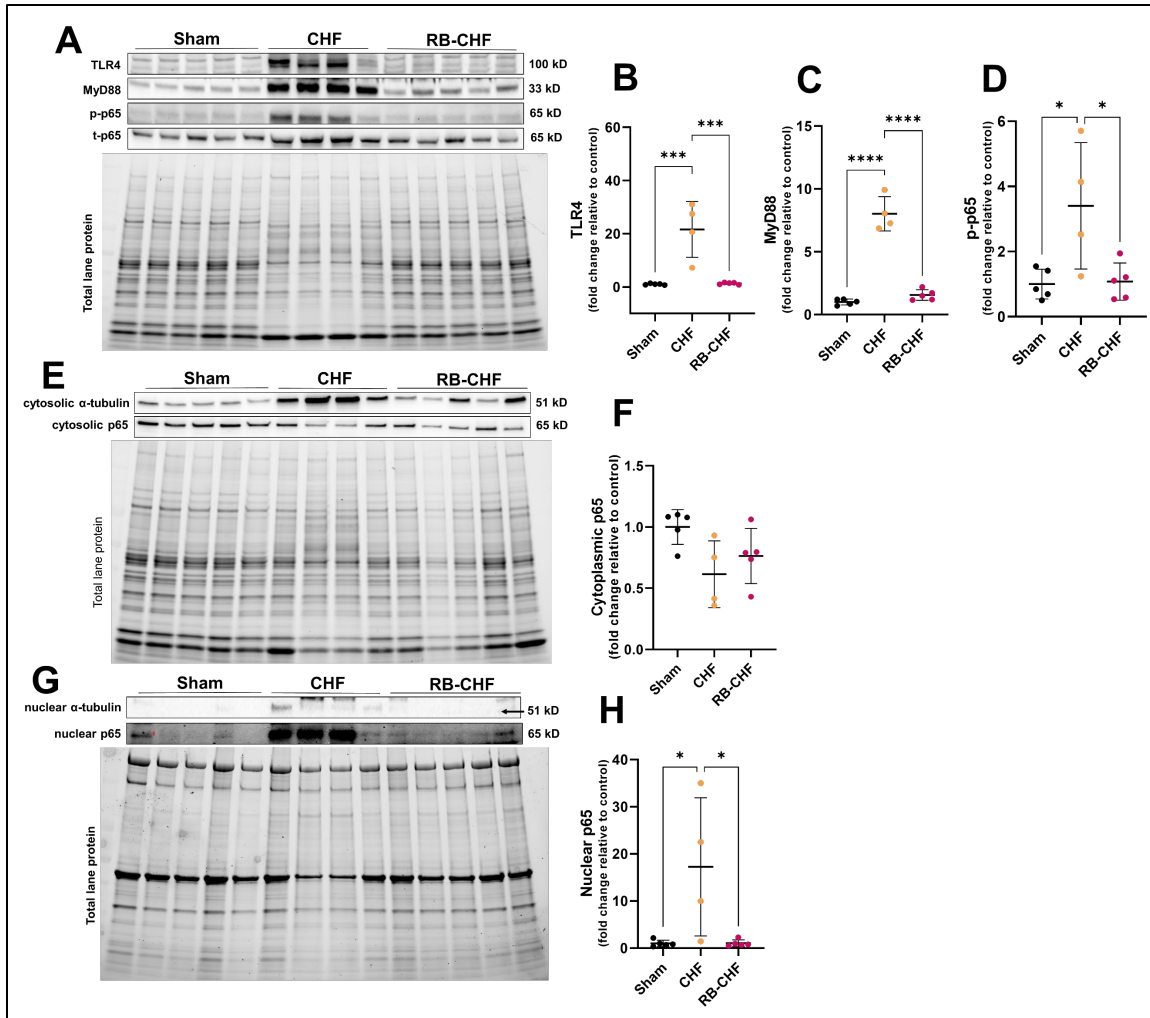 A
Sham CHF RB-CHF
TLR4 100 kD
MyD88 33 kD
p-p65 65 kD
t-p65 65 kD
Total lane protein
B
TLR4
(fold change relative to control)
60
40
20
0
***
***
Sham
CHF
RB-CHF
C
MyD88
(fold change relative to control)
15
10
5
0
****
****
Sham
CHF
RB-CHF
D
p-p65
(fold change relative to control)
6
4
2
0
*
*
Sham
CHF
RB-CHF
E
Sham CHF RB-CHF
cytosolic α-tubulin 51 kD
cytosolic p65 65 kD
Total lane protein
F
Cytoplasmic p65
(fold change relative to control)
1.5
1.0
0.5
0.0
Sham
CHF
RB-CHF
G
Sham CHF RB-CHF
nuclear α-tubulin 51 kD
nuclear p65 65 kD
Total lane protein
H
Nuclear p65
(fold change relative to control)
40
30
20
10
0
*
*
Sham
CHF
RB-CHF